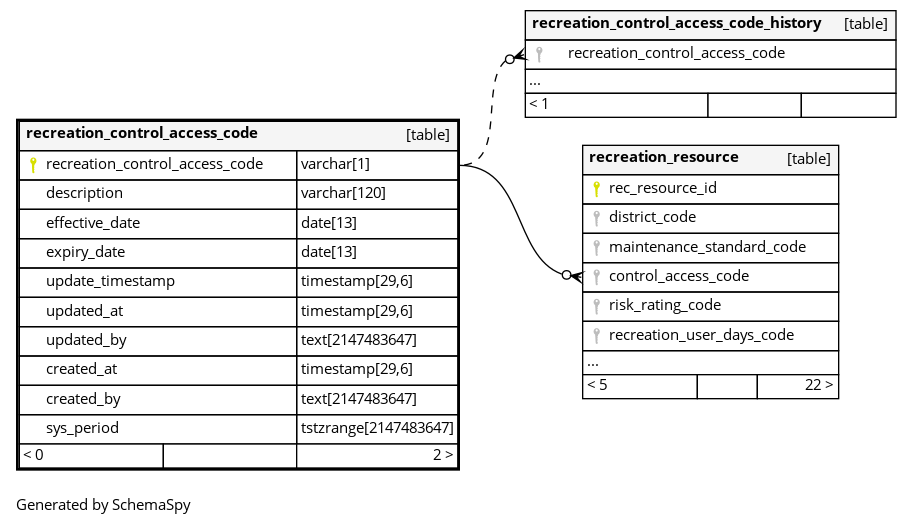 recreation_control_access_code_history [table]
recreation_control_access_code
...
< 1
recreation_control_access_code [table]
recreation_control_access_code varchar[1]
description varchar[120]
effective_date date[13]
expiry_date date[13]
update_timestamp timestamp[29,6]
updated_at timestamp[29,6]
updated_by text[2147483647]
created_at timestamp[29,6]
created_by text[2147483647]
sys_period tstzrange[2147483647]
< 0 2 >
recreation_resource [table]
rec_resource_id
district_code
maintenance_standard_code
control_access_code
risk_rating_code
recreation_user_days_code
...
< 5 22 >
Generated by SchemaSpy